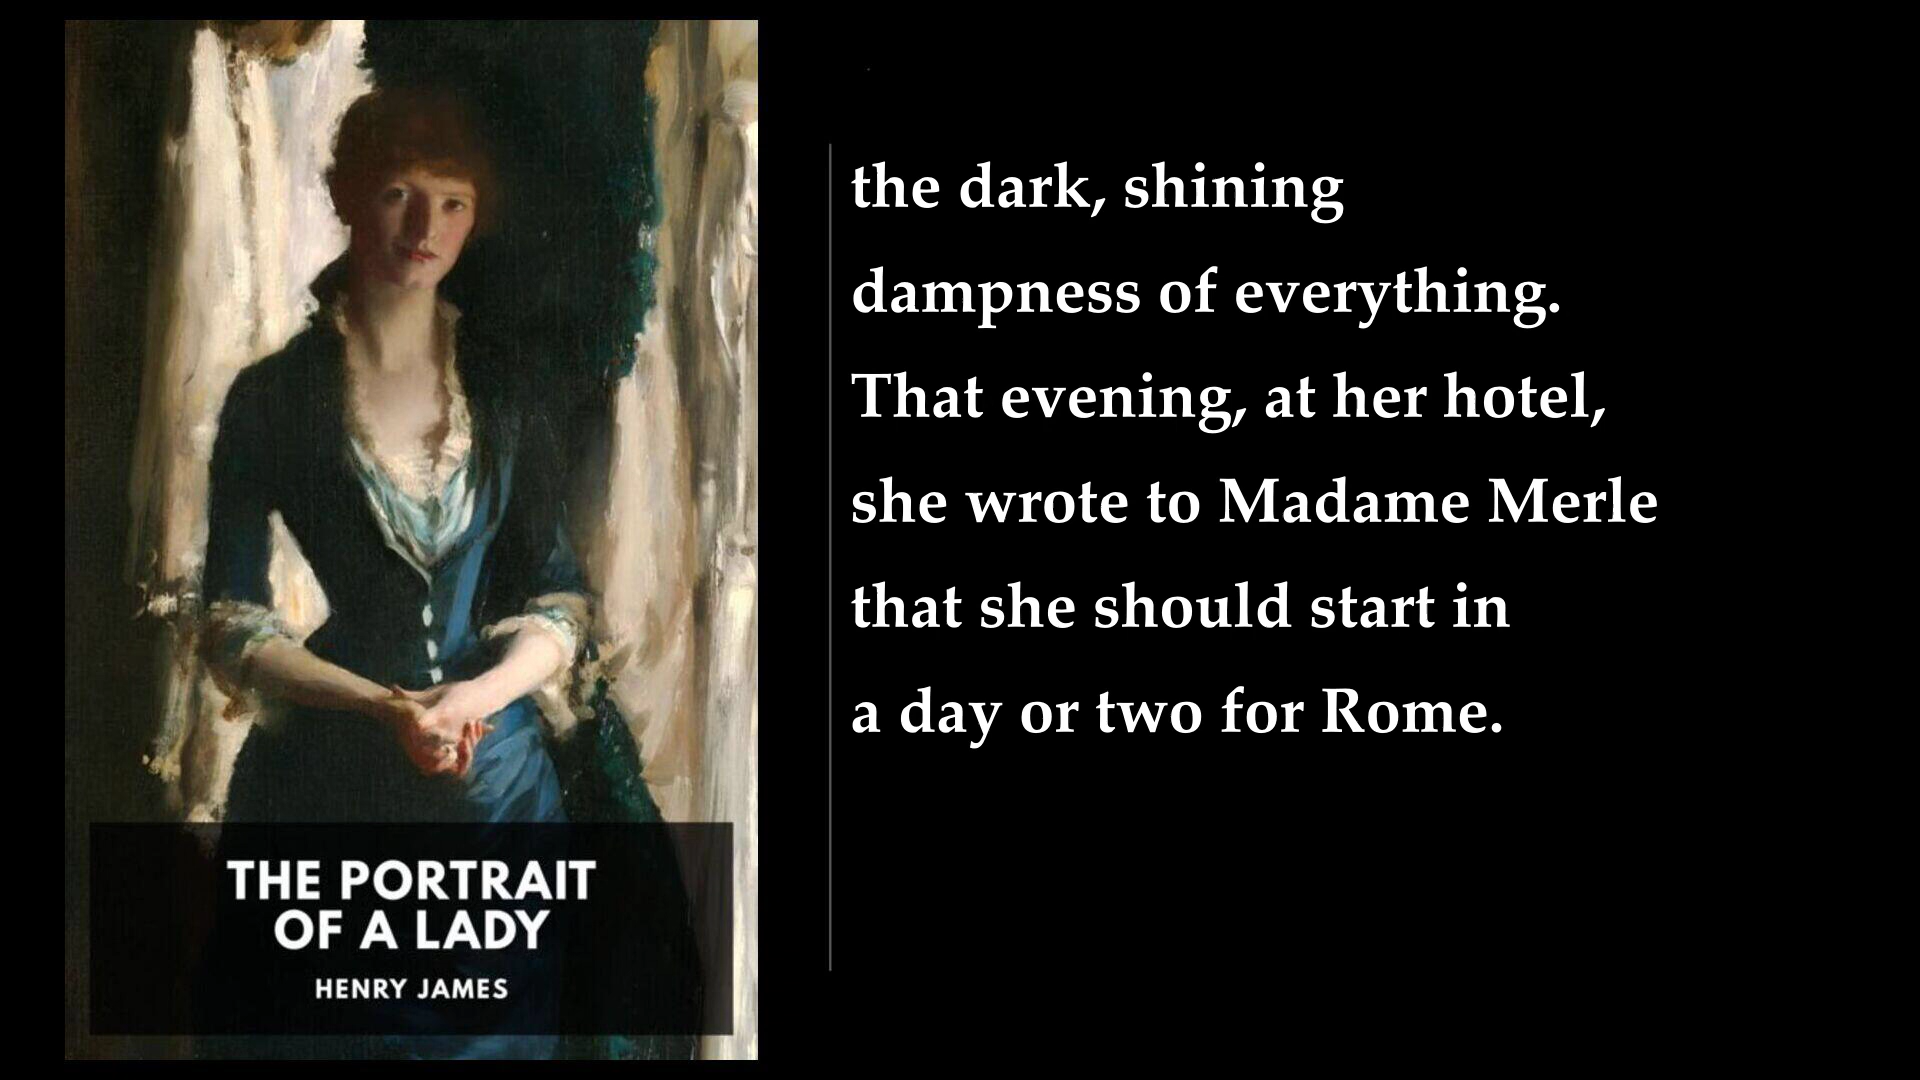 THE PORTRAIT
OF A LADY
HENRY JAMES
the dark, shining
dampness of everything.
That evening, at her hotel,
she wrote to Madame Merle
that she should start in
a day or two for Rome.